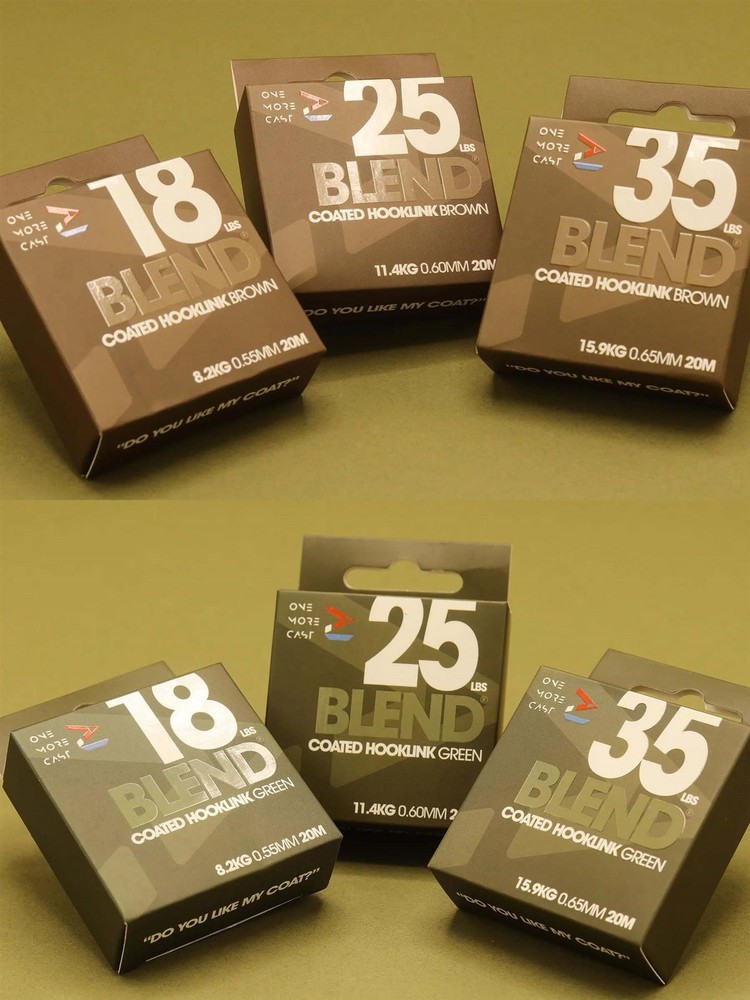 ONE
MORE
CAST
18
LBS
BLEND®
COATED HOOKLINK BROWN
8.2KG 0.55MM 20M
"DO YOU LIKE MY COAT?"
ONE
MORE
CAST
25
LBS
BLEND®
COATED HOOKLINK BROWN
11.4KG 0.60MM 20M
DO YOU LIKE MY COAT?"
ONE
MORE
CAST
35
LBS
BLEND®
COATED HOOKLINK BROWN
15.9KG 0.65MM 20M
"DO YOU LIKE MY COAT?"
ONE
MORE
CAST
18
LBS
BLEND
COATED HOOKLINK GREEN
8.2KG 0.55MM 20M
"DO YOU LIKE MY COAT?"
ONE
MORE
CAST
25
LBS
BLEND®
COATED HOOKLINK GREEN
11.4KG 0.60MM 2
ONE
MORE
CAST
35
LBS
BLEND®
COATED HOOKLINK GREEN
15.9KG 0.65MM 20M
"DO YOU LIKE MY COAT?"